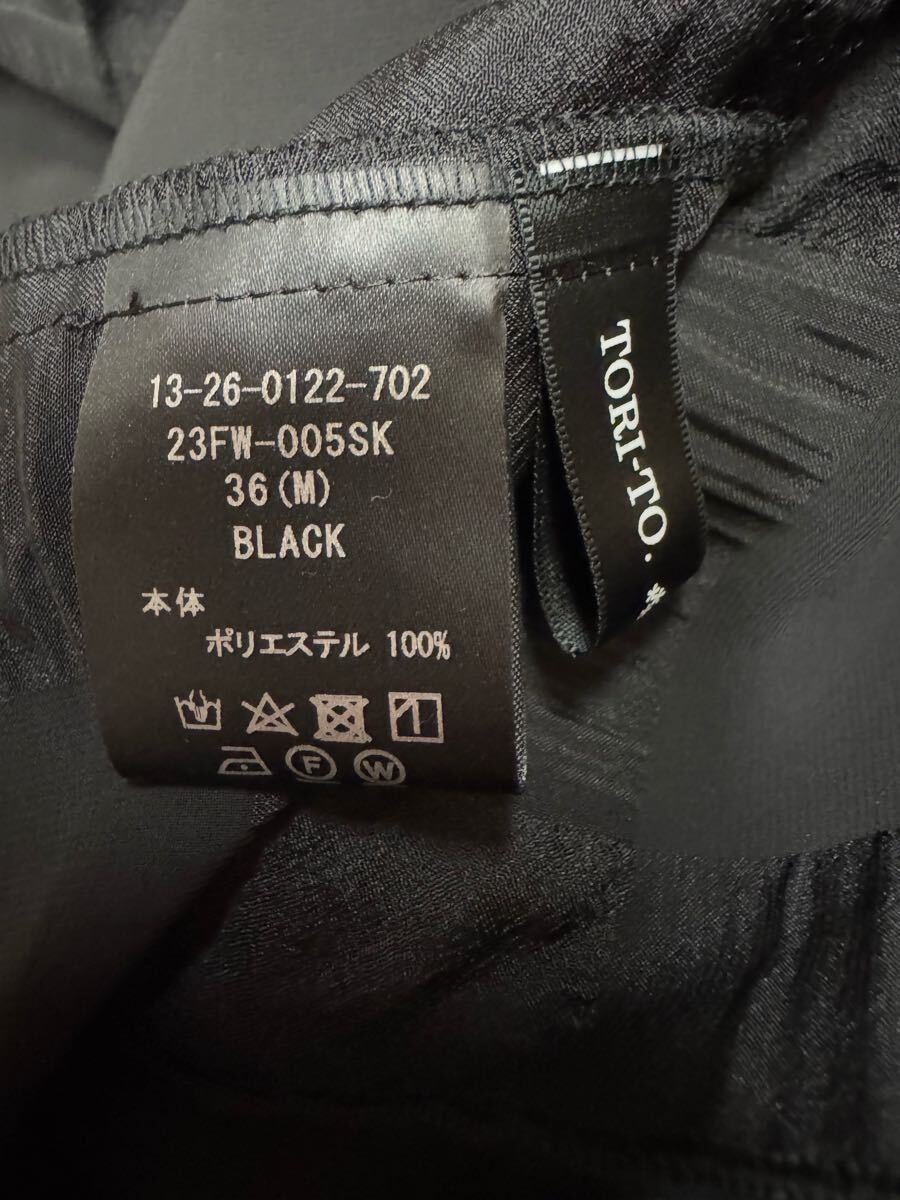 13-26-0122-702
23FW-005SK
36(M)
BLACK
本体
ポリエステル 100%
F
W
TORI-TO.